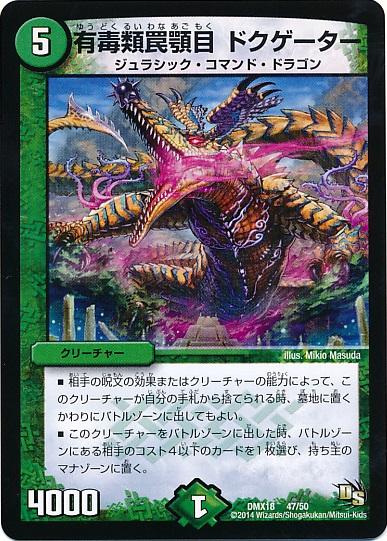 5
ゆうどくるいわなあごもく
有毒類罠顎目 ドクゲーター
ジュラシック・コマンド・ドラゴン
illus. Mikio Masuda
クリーチャー
■相手の呪文の効果またはクリーチャーの能力によって、こ
のクリーチャーが自分の手札から捨てられる時、墓地に置く
かわりにバトルゾーンに出してもよい。
■このクリーチャーをバトルゾーンに出した時、バトルゾー
ンにある相手のコスト4以下のカードを1枚選び、持ち主の
マナゾーンに置く。
4000
1
DMX16 47/50
©2014 Wizards/Shogakukan/Mitsui-Kids
DS